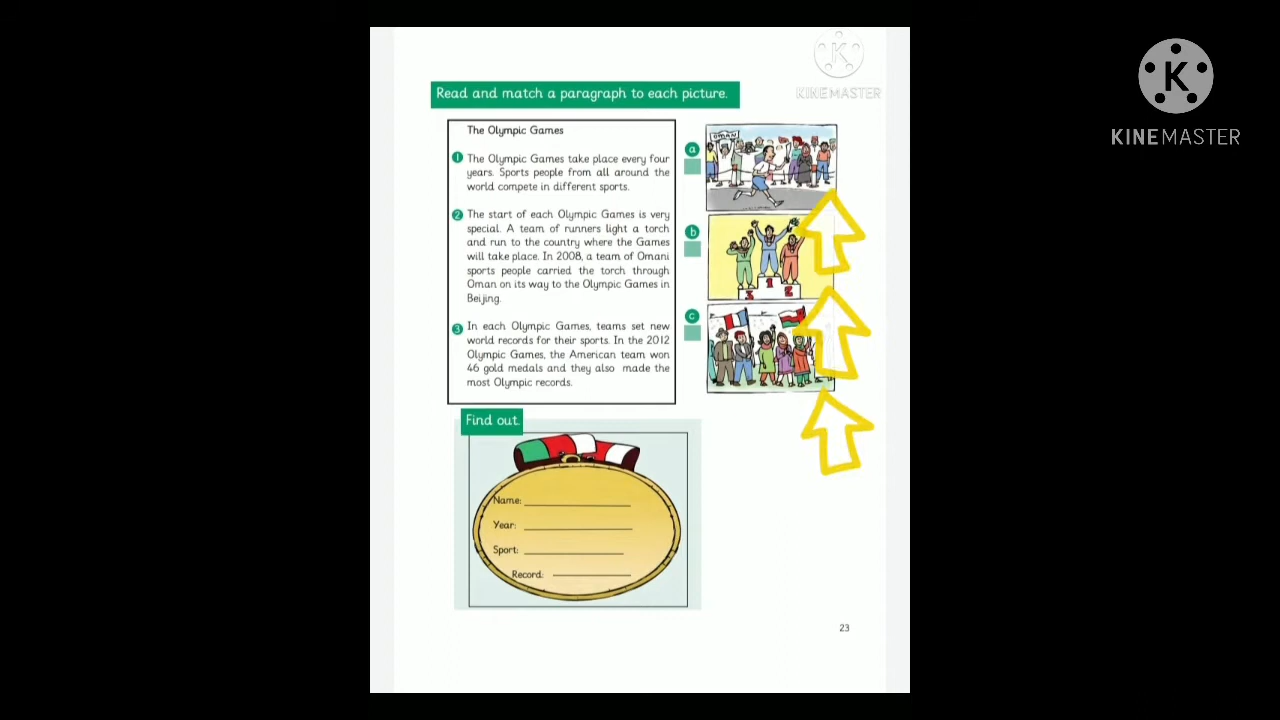 KINEMASTER
KINEMASTER
Read and match a paragraph to each picture.
The Olympic Games
1 The Olympic Games take place every four
years. Sports people from all around the
world compete in different sports.
2 The start of each Olympic Games is very
special. A team of runners light a torch
and run to the country where the Games
will take place. In 2008, a team of Omani
sports people carried the torch through
Oman on its way to the Olympic Games in
Beijing.
3 In each Olympic Games, teams set new
world records for their sports. In the 2012
Olympic Games, the American team won
46 gold medals and they also made the
most Olympic records.
a
OMAN
b
3 1 2
c
Find out.
Name:
Year:
Sport:
Record:
23